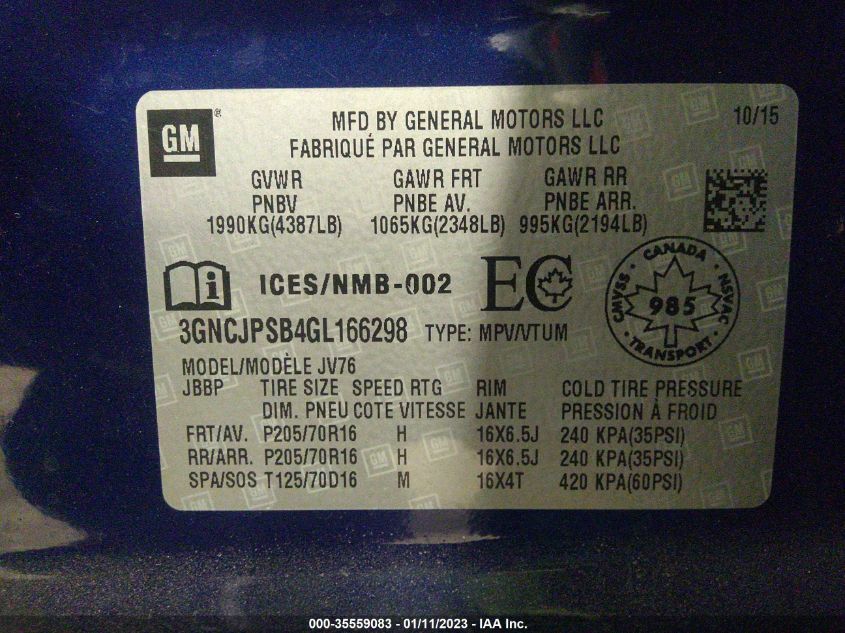 GM ®
MFD BY GENERAL MOTORS LLC 10/15
FABRIQUÉ PAR GENERAL MOTORS LLC
GVWR GAWR FRT GAWR RR
PNBV PNBE AV. PNBE ARR.
1990KG(4387LB) 1065KG(2348LB) 995KG(2194LB)
i ICES/NMB-002 EC
CANADA CMVSS NSVAC
985
TRANSPORT
3GNCJPSB4GL166298 TYPE: MPV/VTUM
MODEL/MODÈLE JV76
JBBP TIRE SIZE SPEED RTG RIM COLD TIRE PRESSURE
DIM. PNEU COTE VITESSE JANTE PRESSION À FROID
FRT/AV. P205/70R16 H 16X6.5J 240 KPA(35PSI)
RR/ARR. P205/70R16 H 16X6.5J 240 KPA(35PSI)
SPA/SOS T125/70D16 M 16X4T 420 KPA(60PSI)
000-35559083 - 01/11/2023 - IAA Inc.